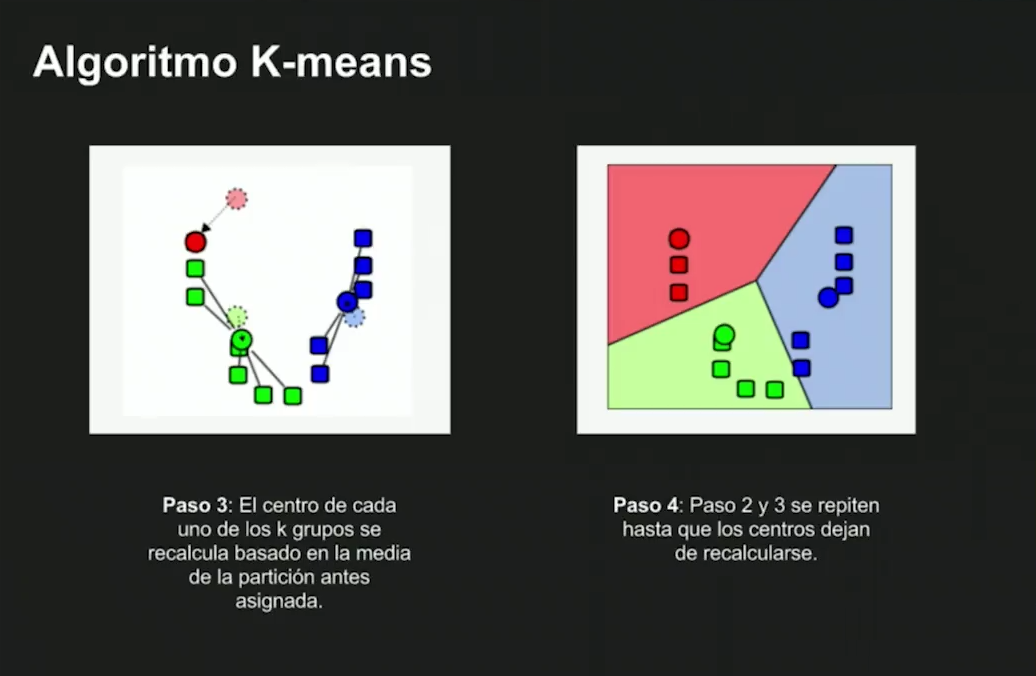 Algoritmo K-means
Paso 3: El centro de cada
uno de los k grupos se
recalcula basado en la media
de la partición antes
asignada.
Paso 4: Paso 2 y 3 se repiten
hasta que los centros dejan
de recalcularse.